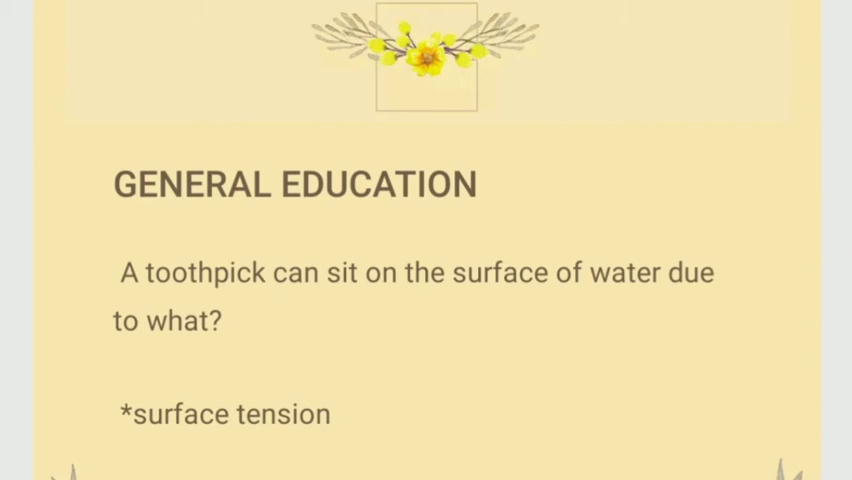 GENERAL EDUCATION
A toothpick can sit on the surface of water due
to what?
*surface tension